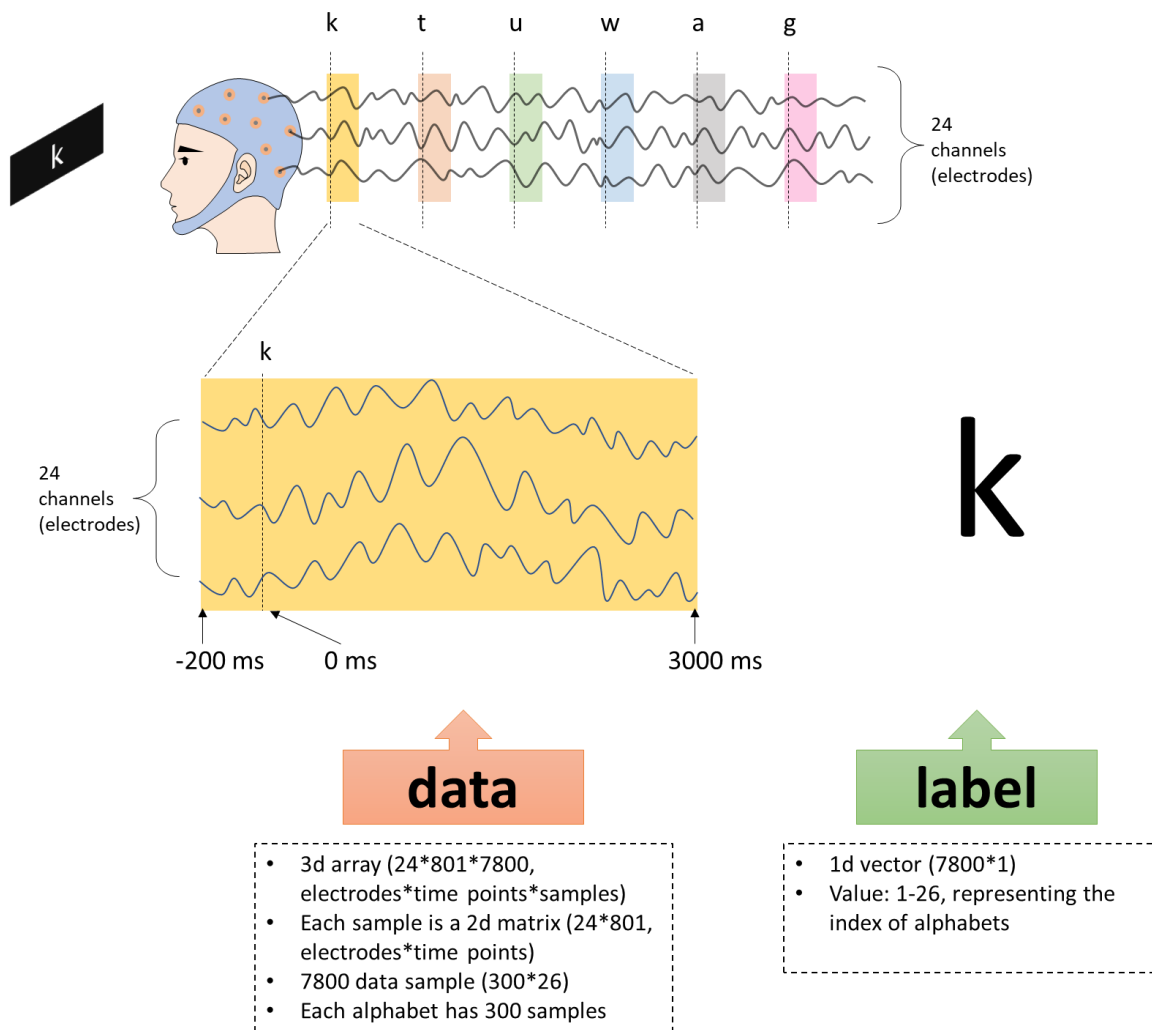 k t u w a g
k
24
channels
(electrodes)
k
24
channels
(electrodes)
k
-200 ms 0 ms 3000 ms
data
• 3d array (24*801*7800,
electrodes*time points*samples)
• Each sample is a 2d matrix (24*801,
electrodes*time points)
• 7800 data sample (300*26)
• Each alphabet has 300 samples
label
• 1d vector (7800*1)
• Value: 1-26, representing the
index of alphabets